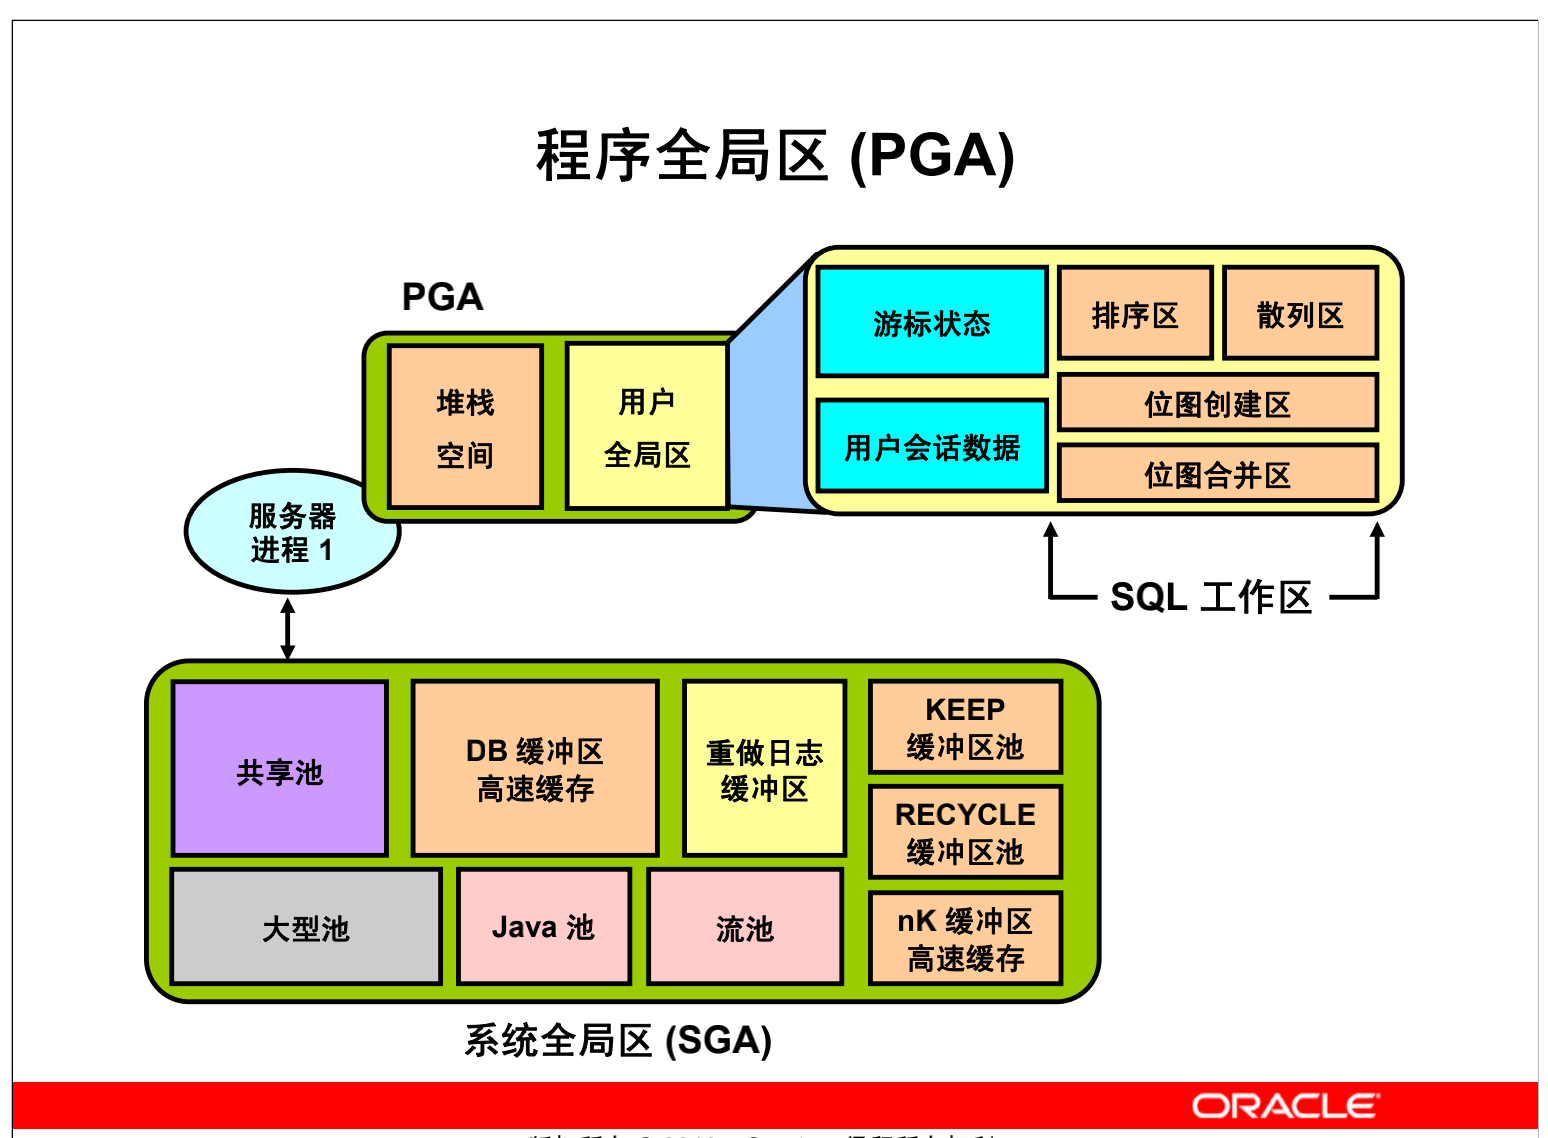 程序全局区 (PGA)
PGA
堆栈
空间
用户
全局区
游标状态
用户会话数据
排序区
散列区
位图创建区
位图合并区
服务器
进程 1
SQL 工作区
共享池
DB 缓冲区
高速缓存
重做日志
缓冲区
KEEP
缓冲区池
RECYCLE
缓冲区池
nK 缓冲区
高速缓存
大型池
Java 池
流池
系统全局区 (SGA)
ORACLE